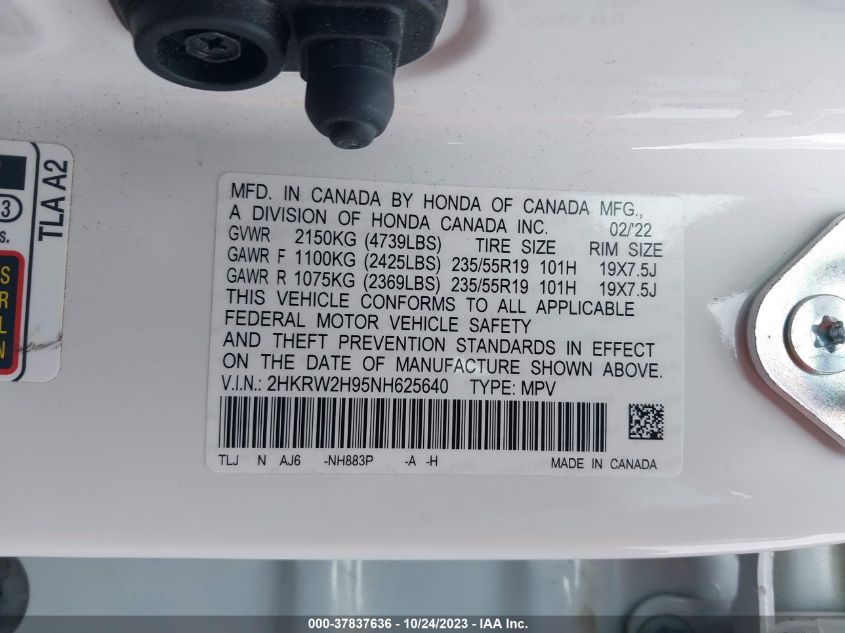 TLA A2
3
s.
S
R
L
N
MFD. IN CANADA BY HONDA OF CANADA MFG.,
A DIVISION OF HONDA CANADA INC. 02/'22
GVWR 2150KG (4739LBS) TIRE SIZE RIM SIZE
GAWR F 1100KG (2425LBS) 235/55R19 101H 19X7.5J
GAWR R 1075KG (2369LBS) 235/55R19 101H 19X7.5J
THIS VEHICLE CONFORMS TO ALL APPLICABLE
FEDERAL MOTOR VEHICLE SAFETY
AND THEFT PREVENTION STANDARDS IN EFFECT
ON THE DATE OF MANUFACTURE SHOWN ABOVE.
V.I.N.: 2HKRW2H95NH625640 TYPE: MPV
TLJ N AJ6 -NH883P -A -H MADE IN CANADA
000-37837636 - 10/24/2023 - IAA Inc.